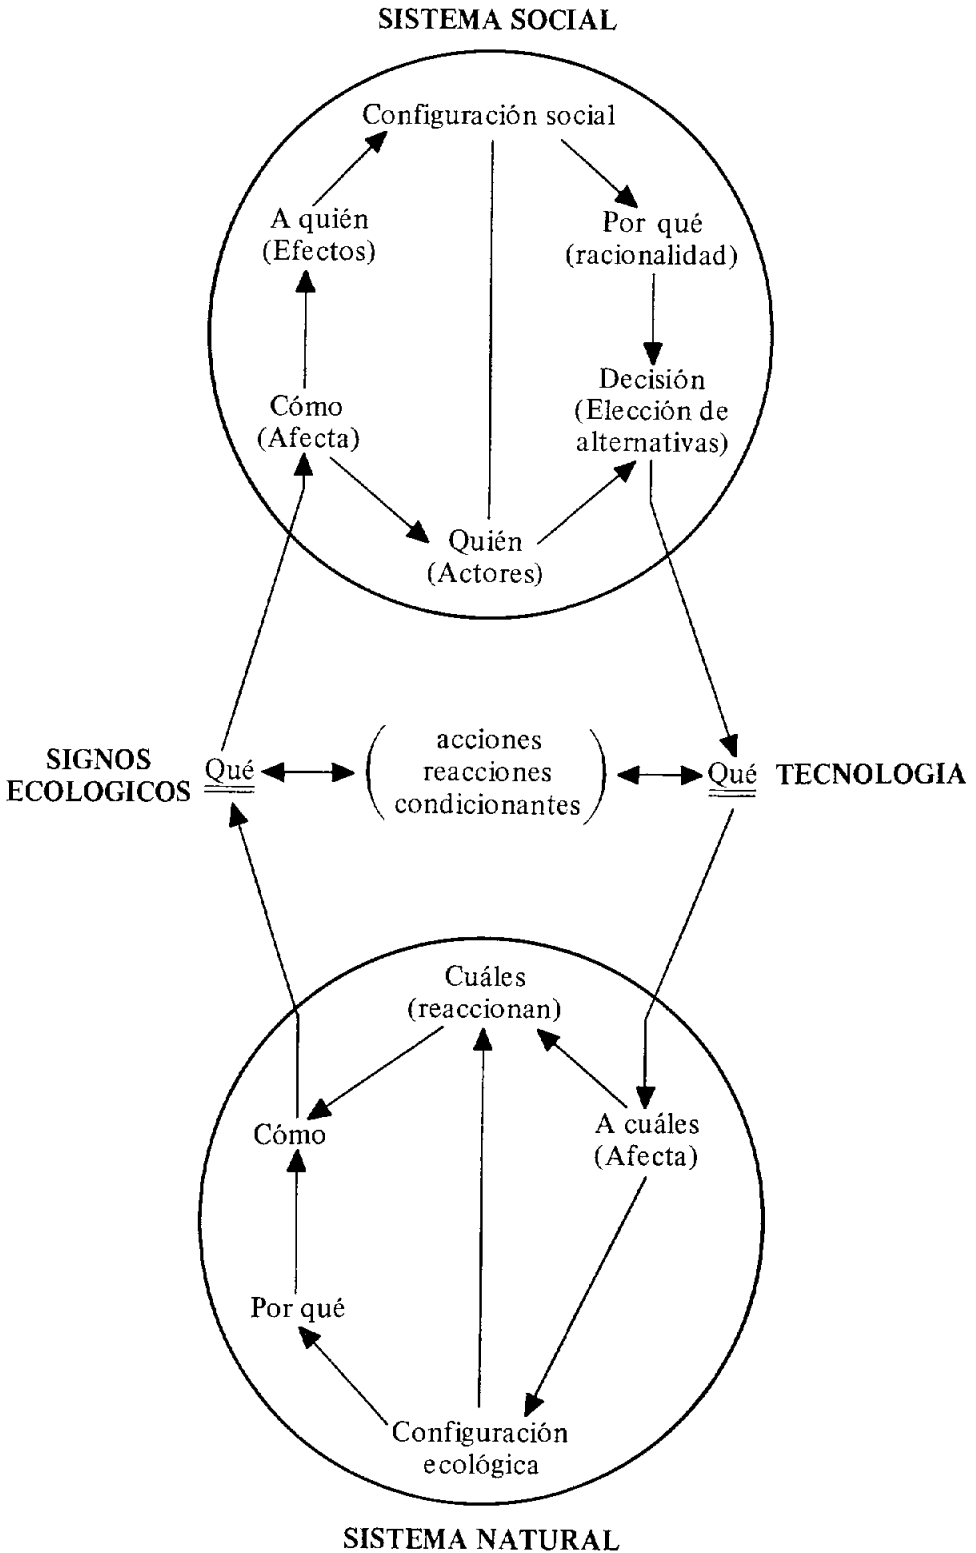 SISTEMA SOCIAL
Configuración social
A quién
(Efectos)
Por qué
(racionalidad)
Cómo
(Afecta)
Decisión
(Elección de
alternativas)
Quién
(Actores)
SIGNOS
ECOLOGICOS
Qué
acciones
reacciones
condicionantes
Qué
TECNOLOGIA
Cuáles
(reaccionan)
Cómo
A cuáles
(Afecta)
Por qué
Configuración
ecológica
SISTEMA NATURAL